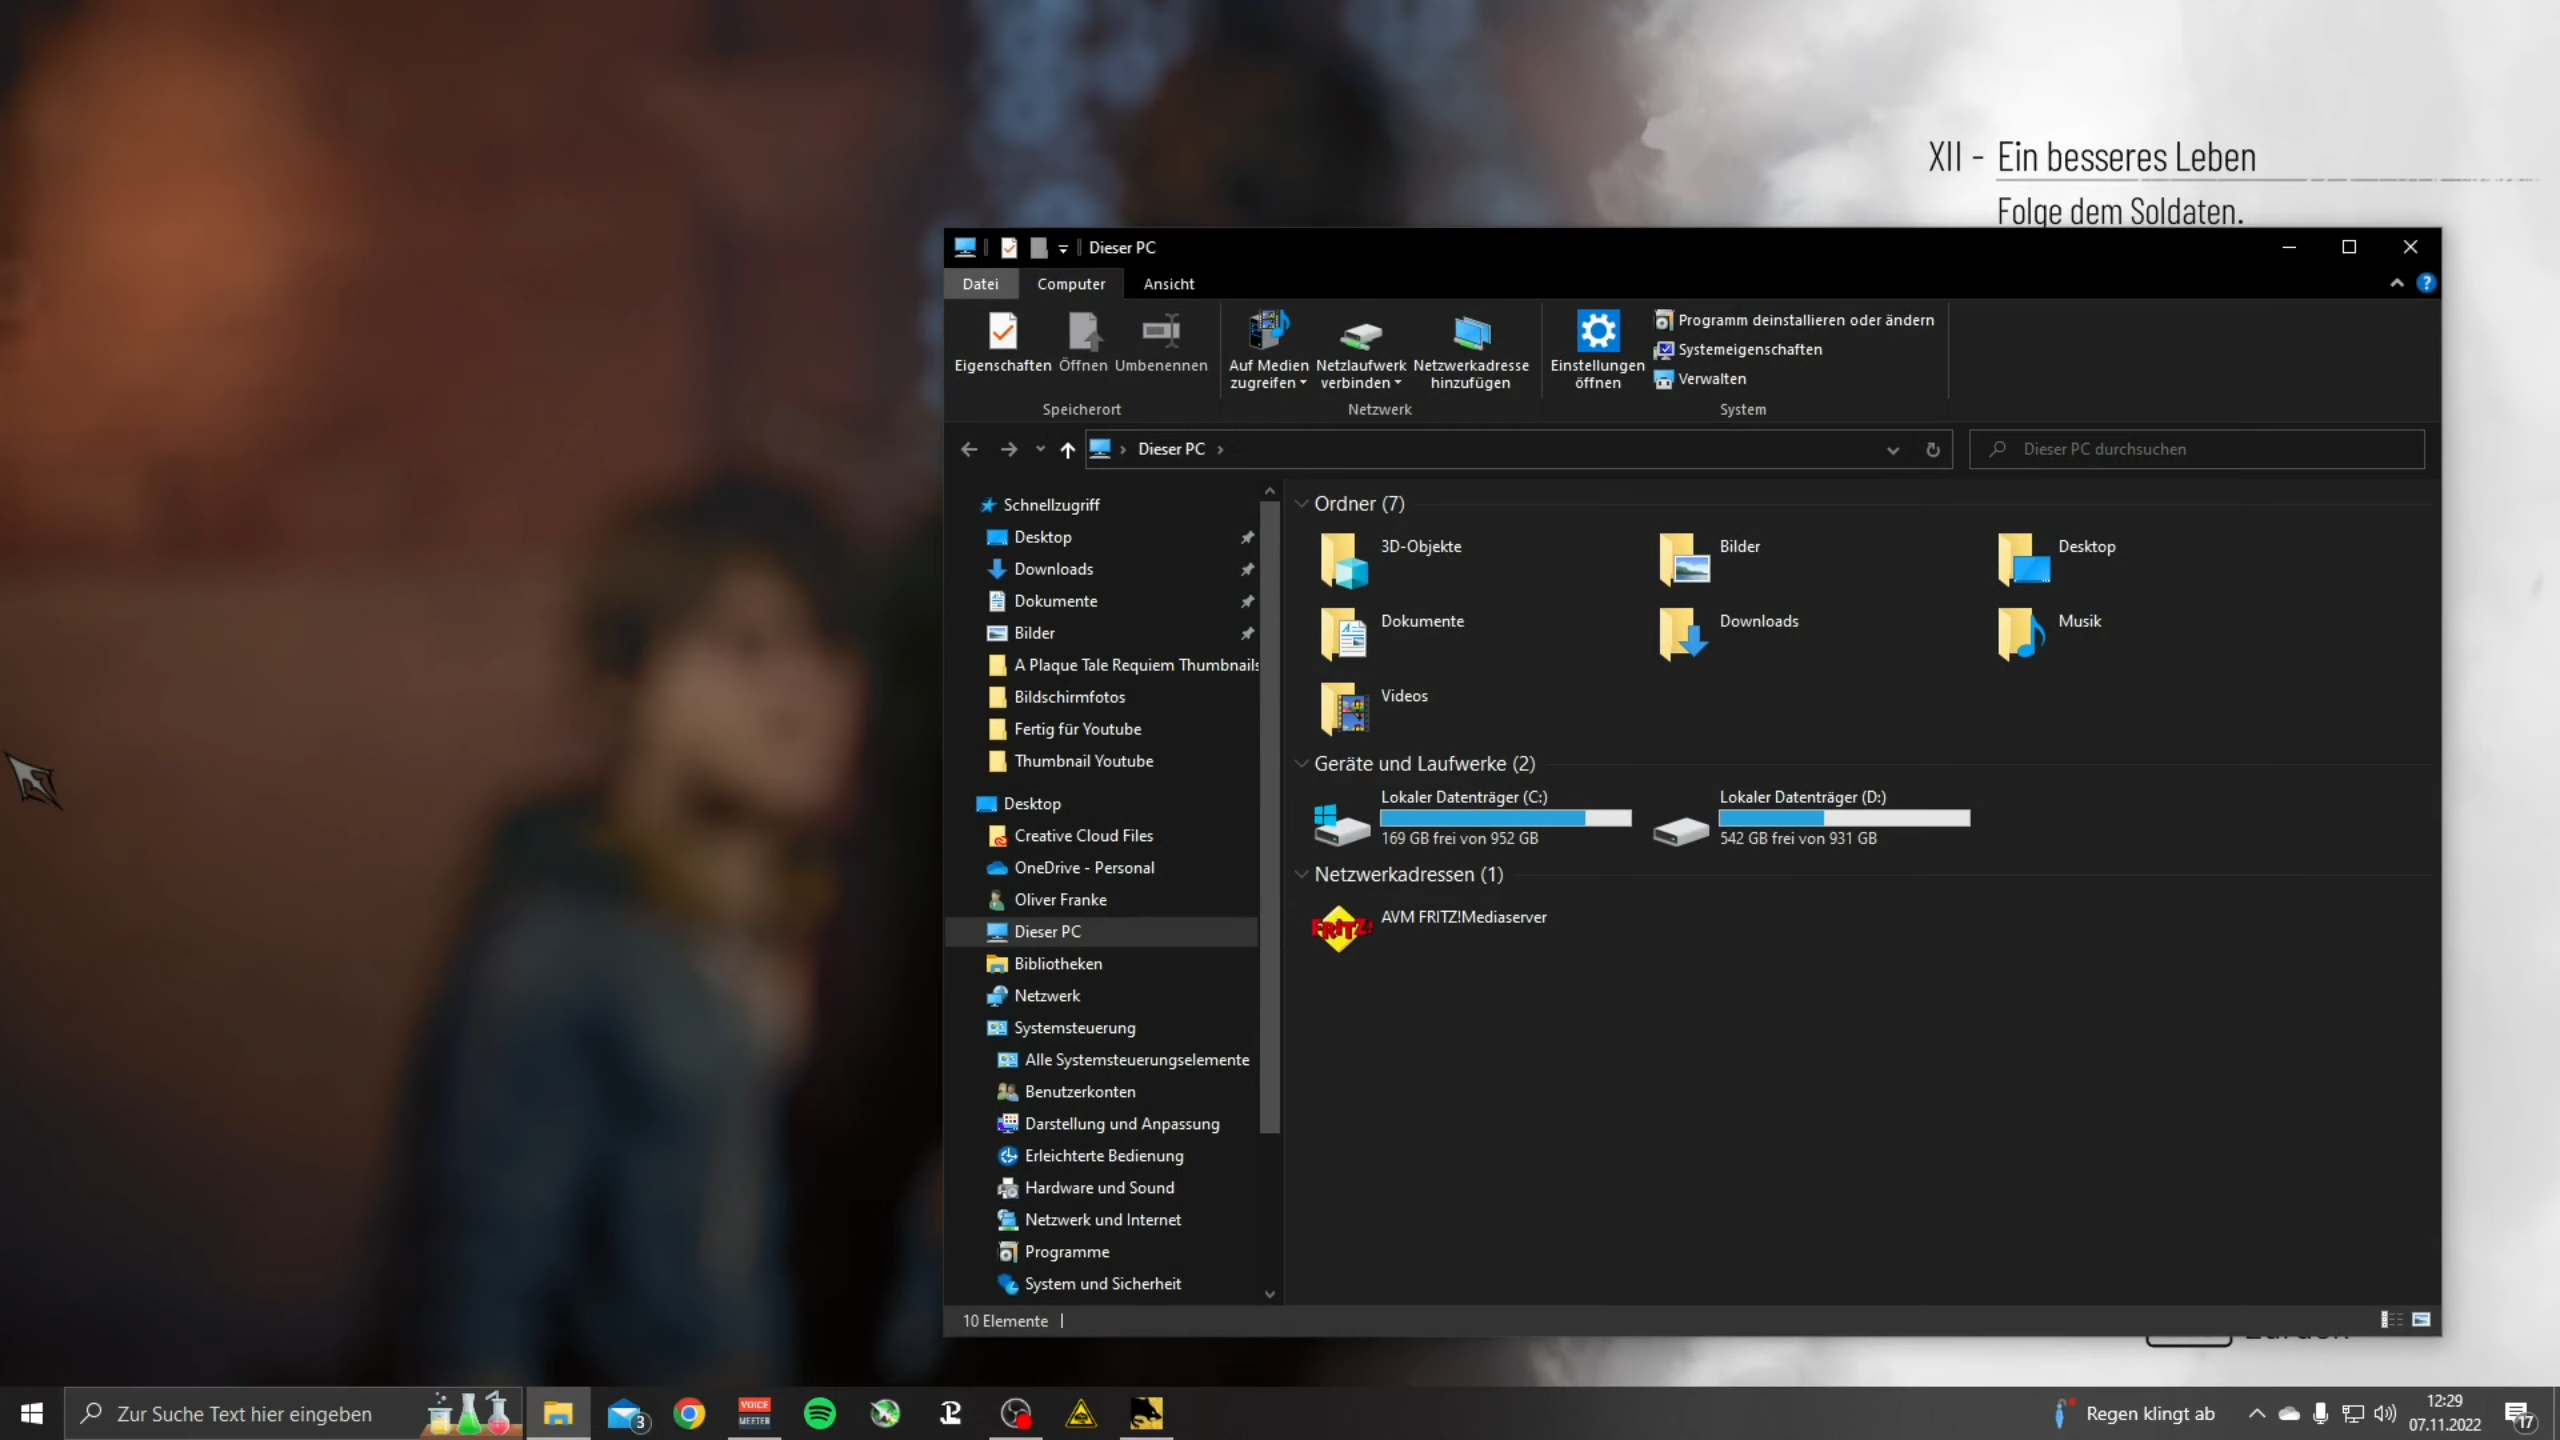 XII - Ein besseres Leben
Folge dem Soldaten.
Dieser PC
Datei
Computer
Ansicht
Eigenschaften
Öffnen
Umbenennen
Speicherort
Auf Medien zugreifen
Netzlaufwerk verbinden
Netzwerkadresse hinzufügen
Netzwerk
Einstellungen öffnen
Programm deinstallieren oder ändern
Systemeigenschaften
Verwalten
System
Dieser PC
Dieser PC durchsuchen
Schnellzugriff
Desktop
Downloads
Dokumente
Bilder
A Plaque Tale Requiem Thumbnails
Bildschirmfotos
Fertig für Youtube
Thumbnail Youtube
Desktop
Creative Cloud Files
OneDrive - Personal
Oliver Franke
Dieser PC
Bibliotheken
Netzwerk
Systemsteuerung
Alle Systemsteuerungselemente
Benutzerkonten
Darstellung und Anpassung
Erleichterte Bedienung
Hardware und Sound
Netzwerk und Internet
Programme
System und Sicherheit
Ordner (7)
3D-Objekte
Bilder
Desktop
Dokumente
Downloads
Musik
Videos
Geräte und Laufwerke (2)
Lokaler Datenträger (C:)
169 GB frei von 952 GB
Lokaler Datenträger (D:)
542 GB frei von 931 GB
Netzwerkadressen (1)
FRITZ!
AVM FRITZ!Mediaserver
10 Elemente
Zur Suche Text hier eingeben
3
VOICE
MEETER
Regen klingt ab
12:29
07.11.2022
17